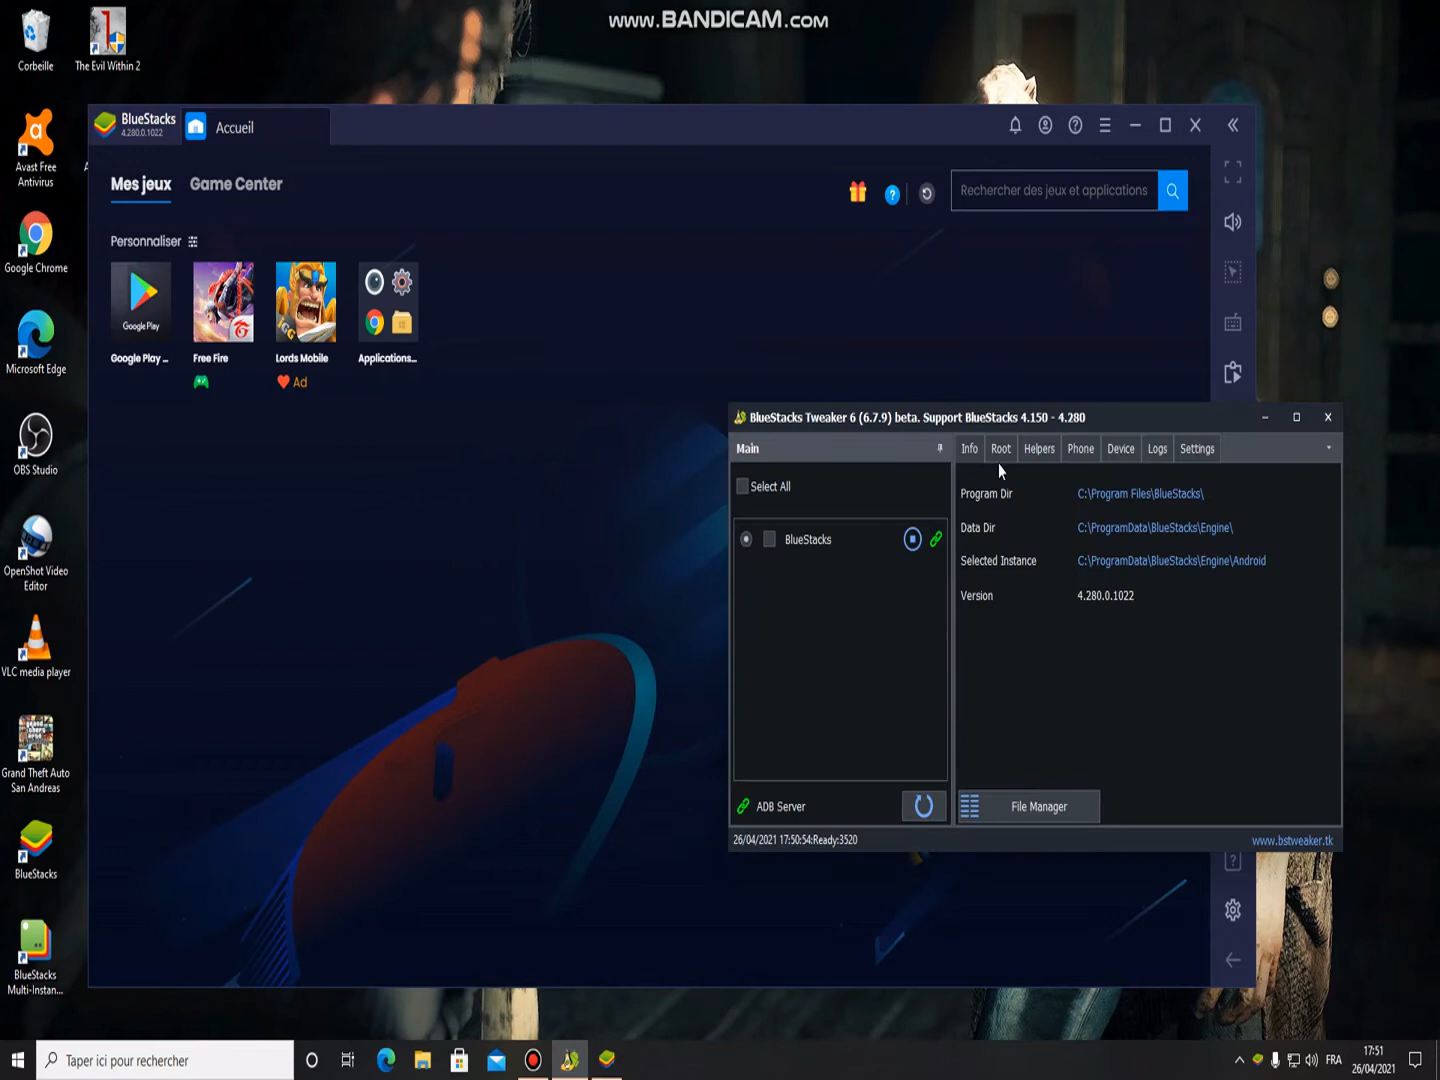 www.BANDICAM.com
Corbeille
The Evil Within 2
Avast Free
Antivirus
Google Chrome
Microsoft Edge
OBS Studio
OpenShot Video
Editor
VLC media player
Grand Theft Auto
San Andreas
BlueStacks
BlueStacks
Multi-Instan...
BlueStacks
4.280.0.1022
Accueil
Mes jeux
Game Center
Rechercher des jeux et applications
Personnaliser
Google Play
Google Play ...
Free Fire
IGG
Lords Mobile
Ad
Applications...
BlueStacks Tweaker 6 (6.7.9) beta. Support BlueStacks 4.150 - 4.280
Main
Info
Root
Helpers
Phone
Device
Logs
Settings
Select All
BlueStacks
Program Dir
C:\Program Files\BlueStacks\
Data Dir
C:\ProgramData\BlueStacks\Engine\
Selected Instance
C:\ProgramData\BlueStacks\Engine\Android
Version
4.280.0.1022
ADB Server
File Manager
26/04/2021 17:50:54:Ready:3520
www.bstweaker.tk
Taper ici pour rechercher
FRA
17:51
26/04/2021